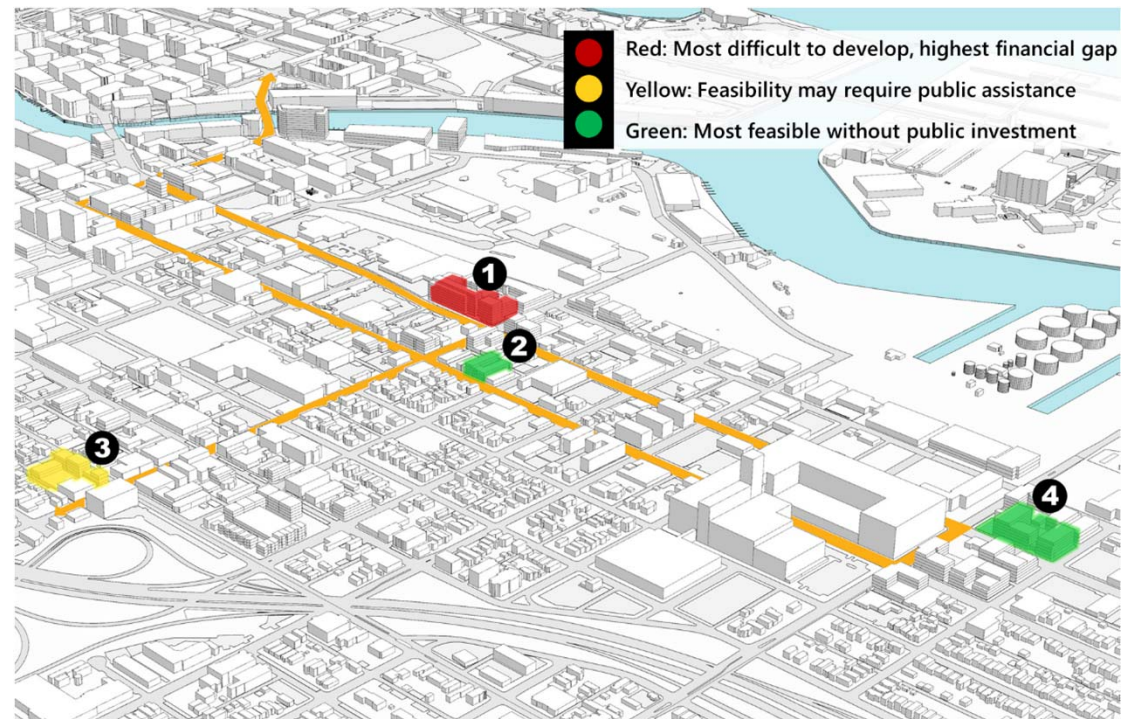 Red: Most difficult to develop, highest financial gap
Yellow: Feasibility may require public assistance
Green: Most feasible without public investment
1
2
3
4